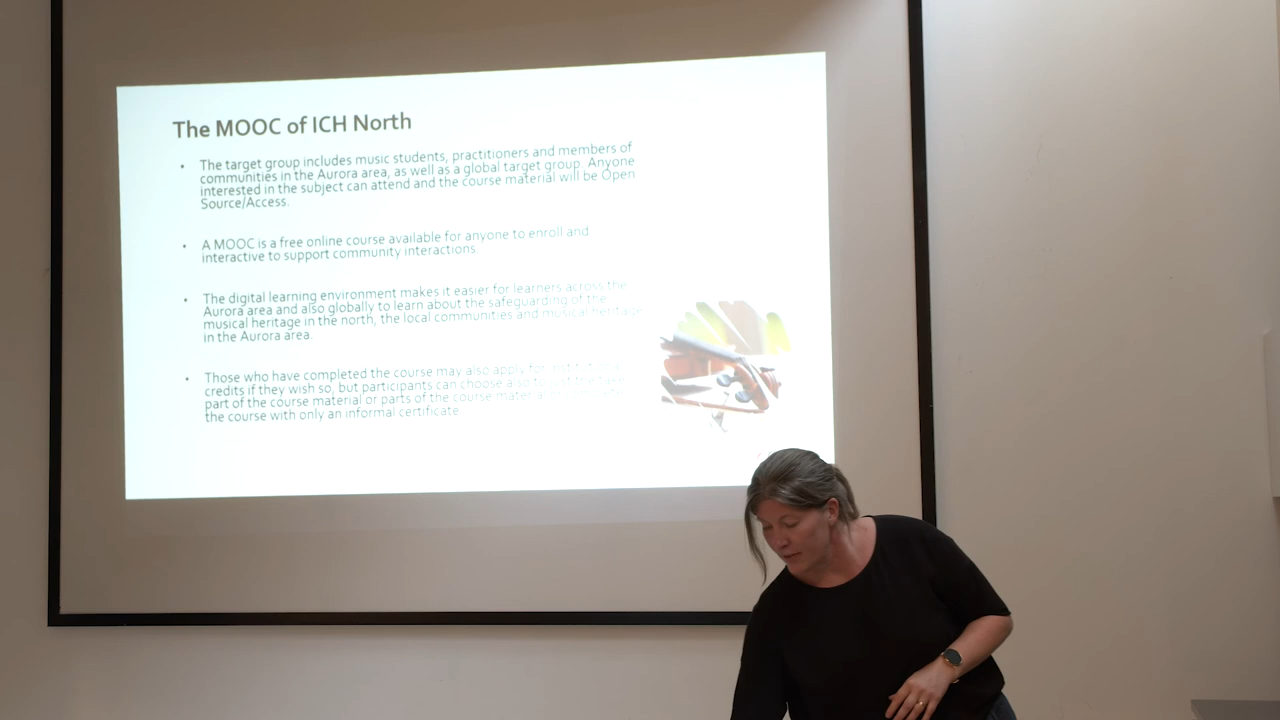 The MOOC of ICH North
• The target group includes music students, practitioners and members of
communities in the Aurora area, as well as a global target group. Anyone
interested in the subject can attend and the course material will be Open
Source/Access.
• A MOOC is a free online course available for anyone to enroll and
interactive to support community interactions.
• The digital learning environment makes it easier for learners across the
Aurora area and also globally to learn about the safeguarding of the
musical heritage in the north, the local communities and musical heritage
in the Aurora area.
• Those who have completed the course may also apply for
credits if they wish so, but participants can choose also to
part of the course material or parts of the course
the course with only an informal certificate